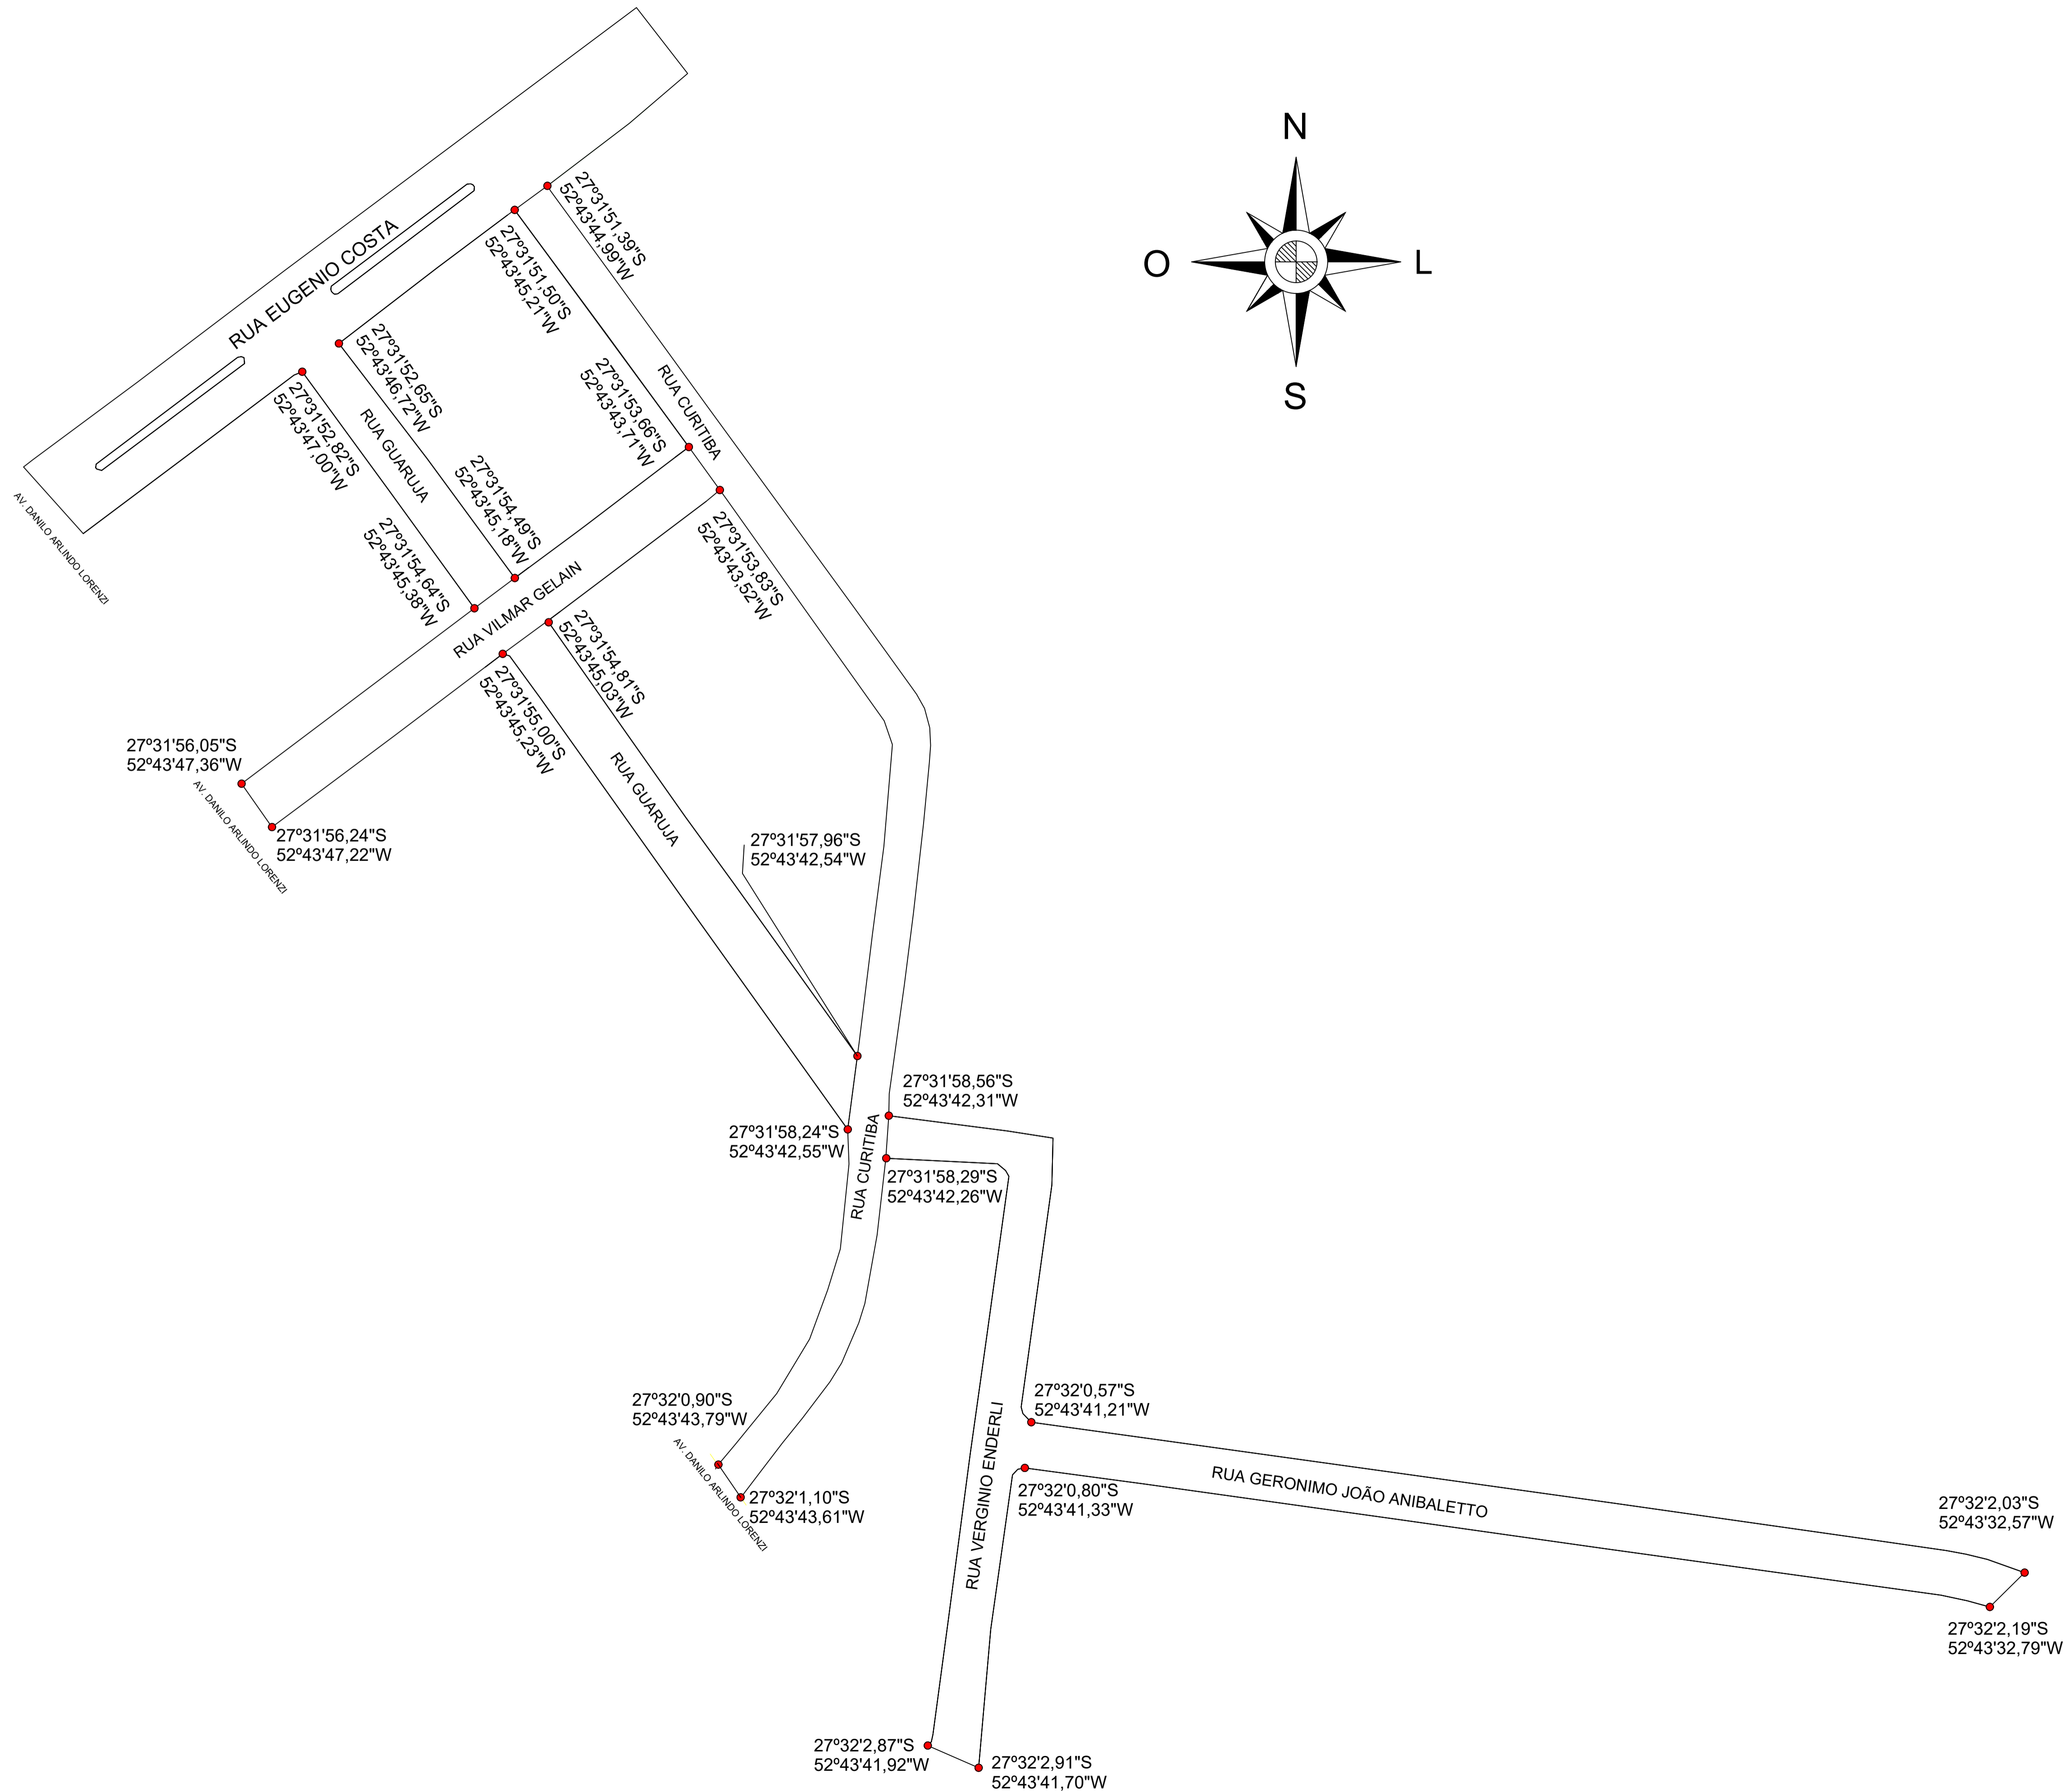 N
O
L
S
RUA EUGENIO COSTA
27º31'51,39"S
52º43'44,99"W
27º31'51,50"S
52º43'45,21"W
27º31'52,65"S
52º43'46,72"W
27º31'52,82"S
52º43'47,00"W
RUA GUARUJA
27º31'53,66"S
52º43'43,71"W
RUA CURITIBA
27º31'54,49"S
52º43'45,18"W
27º31'54,64"S
52º43'45,38"W
AV. DANILO ARLINDO LORENZI
27º31'53,83"S
52º43'43,52"W
RUA VILMAR GELAIN
27º31'54,81"S
52º43'45,03"W
27º31'55,00"S
52º43'45,23"W
27º31'56,05"S
52º43'47,36"W
AV. DANILO ARLINDO LORENZI
27º31'56,24"S
52º43'47,22"W
RUA GUARUJA
27º31'57,96"S
52º43'42,54"W
27º31'58,56"S
52º43'42,31"W
27º31'58,24"S
52º43'42,55"W
RUA CURITIBA
27º31'58,29"S
52º43'42,26"W
27º32'0,90"S
52º43'43,79"W
AV. DANILO ARLINDO LORENZI
27º32'1,10"S
52º43'43,61"W
27º32'0,57"S
52º43'41,21"W
RUA VERGINIO ENDERLI
27º32'0,80"S
52º43'41,33"W
RUA GERONIMO JOÃO ANIBALETTO
27º32'2,03"S
52º43'32,57"W
27º32'2,19"S
52º43'32,79"W
27º32'2,87"S
52º43'41,92"W
27º32'2,91"S
52º43'41,70"W